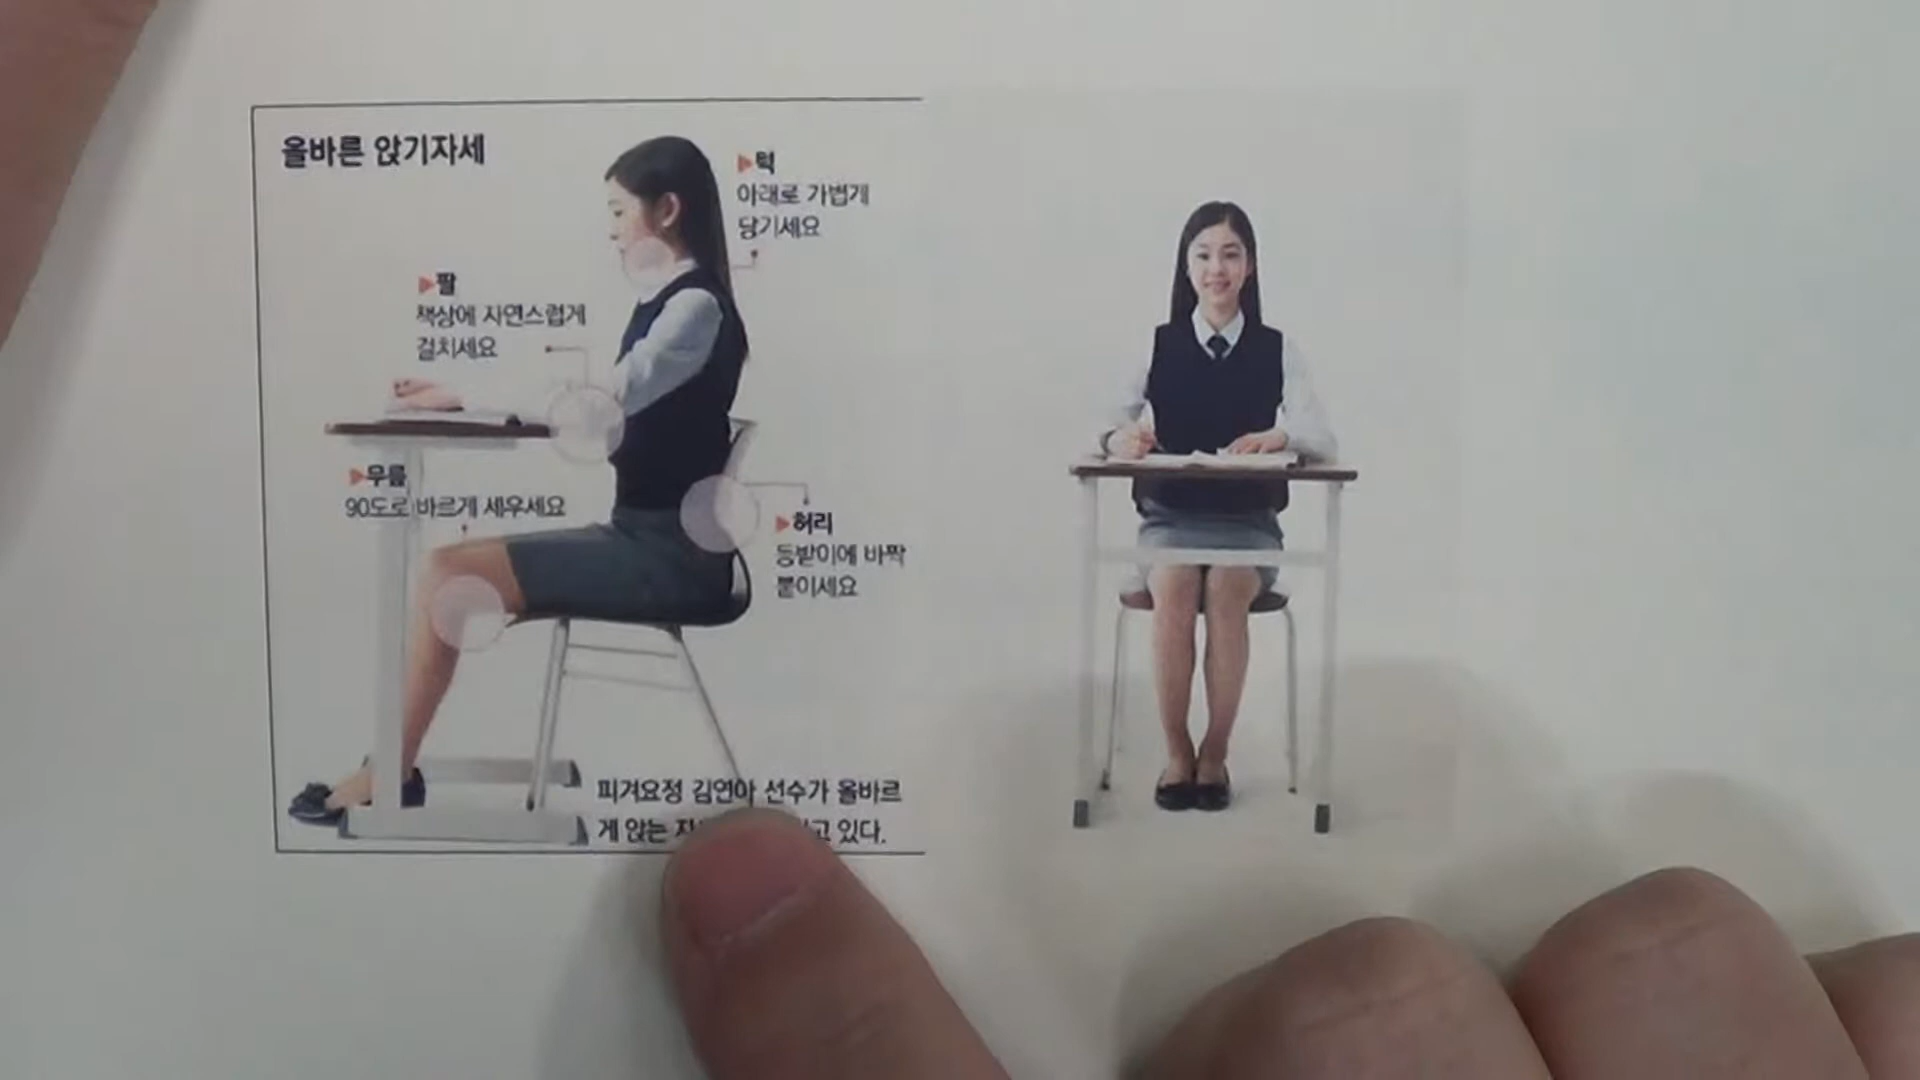 올바른 앉기자세
▶턱
아래로 가볍게
당기세요
▶팔
책상에 자연스럽게
걸치세요
▶무릎
90도로 바르게 세우세요
▶허리
등받이에 바짝
붙이세요
피겨요정 김연아 선수가 올바르
게 앉는 있다.